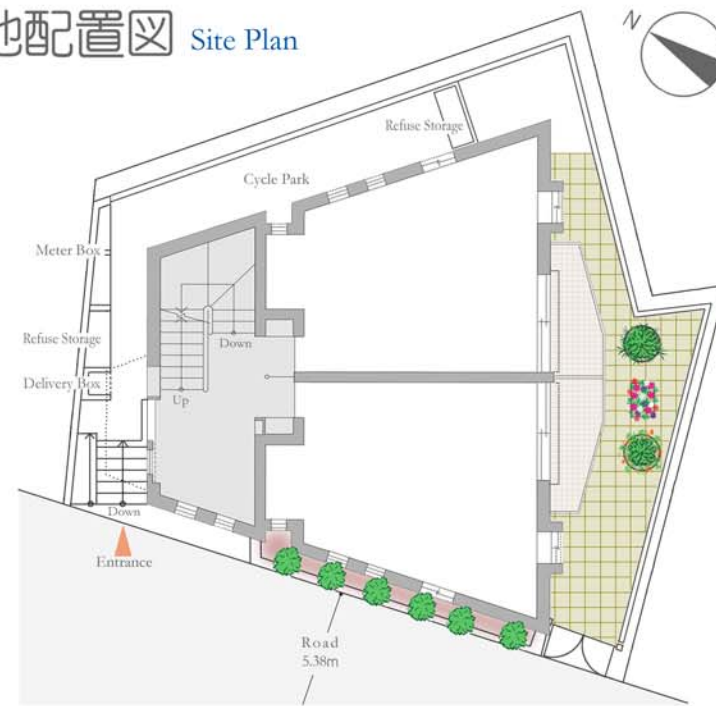 地配置図 Site Plan
N
Refuse Storage
Cycle Park
Meter Box
Refuse Storage
Delivery Box
Down
Up
Down
Entrance
Road
5.38m